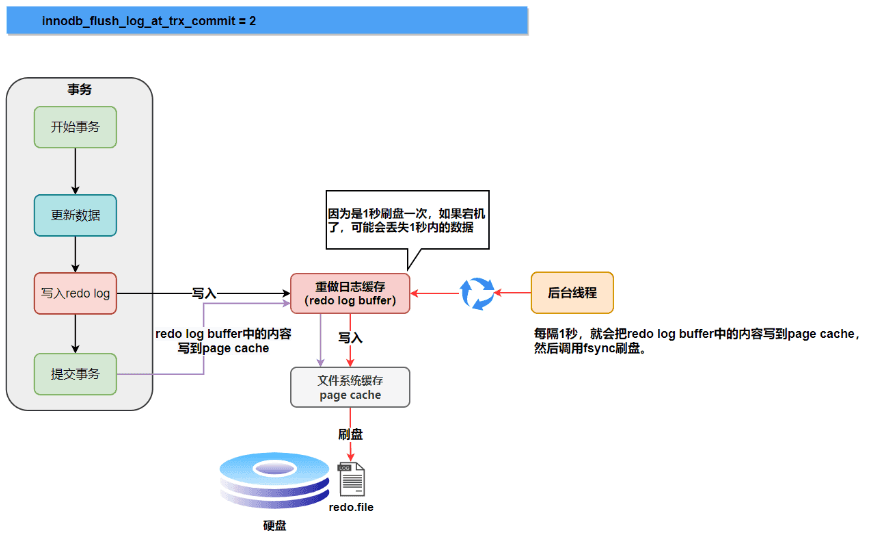 innodb_flush_log_at_trx_commit = 2
事务
开始事务
更新数据
写入redo log
提交事务
写入
redo log buffer中的内容
写到page cache
因为是1秒刷盘一次，如果宕机
了，可能会丢失1秒内的数据
重做日志缓存
（redo log buffer）
写入
文件系统缓存
page cache
刷盘
LOG
redo.file
硬盘
后台线程
每隔1秒，就会把redo log buffer中的内容写到page cache，
然后调用fsync刷盘。